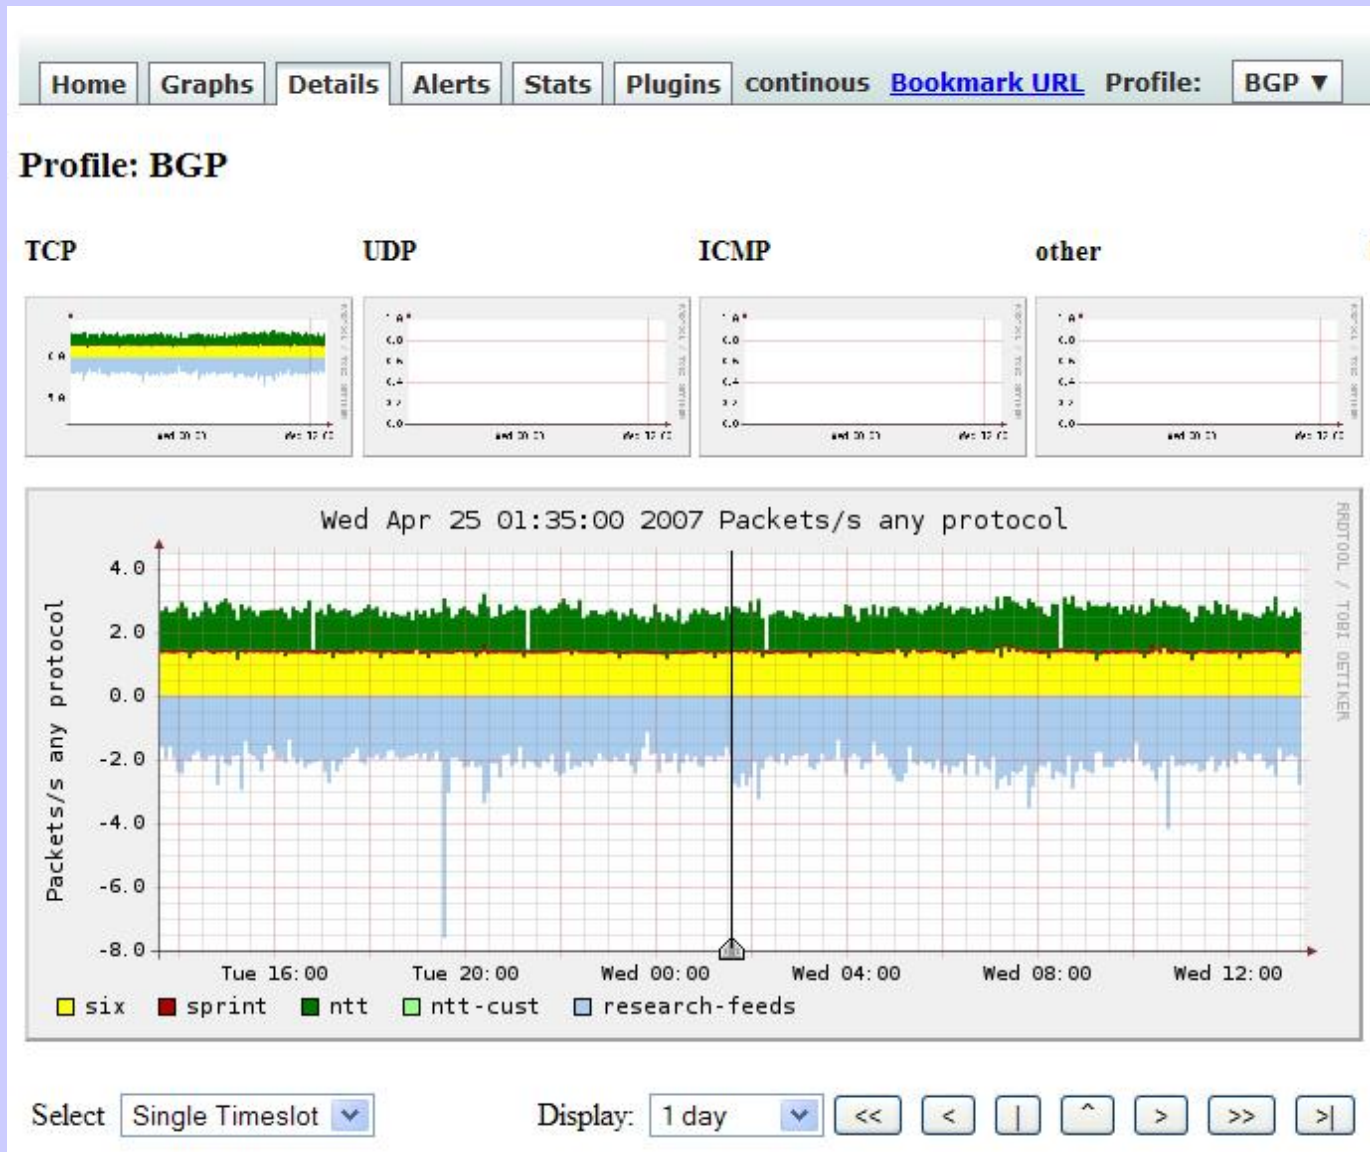 Home Graphs Details Alerts Stats Plugins continous Bookmark URL Profile: BGP ▼
Profile: BGP
TCP UDP ICMP other
Wed Apr 25 01:35:00 2007 Packets/s any protocol
Packets/s any protocol
4.0
2.0
0.0
-2.0
-4.0
-6.0
-8.0
Tue 16:00 Tue 20:00 Wed 00:00 Wed 04:00 Wed 08:00 Wed 12:00
six sprint ntt ntt-cust research-feeds
RRDTOOL / TOBI OETIKER
Select Single Timeslot Display: 1 day << < | ^ > >> >|